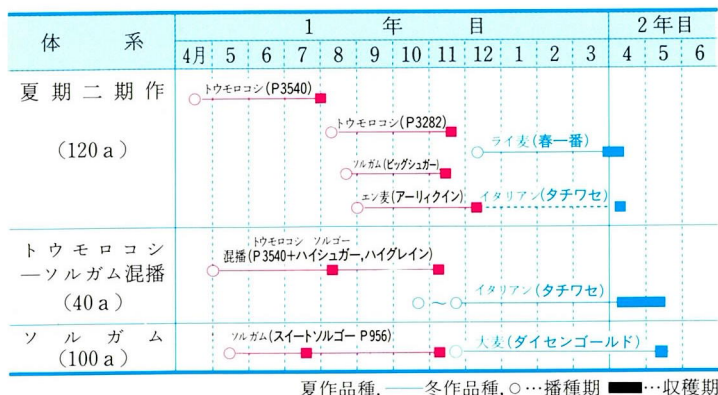 体系
1年目 2年目
4月 5 6 7 8 9 10 11 12 1 2 3 4 5 6
夏期二期作
(120a)
トウモロコシ(P3540)
トウモロコシ(P3282)
ライ麦(春一番)
ソルガム(ビッグシュガー)
エン麦(アーリィクイン)
イタリアン(タチワセ)
トウモロコシ
―ソルガム混播
(40a)
トウモロコシ ソルゴー
混播(P3540+ハイシュガー,ハイグレイン)
~
イタリアン(タチワセ)
ソルガム
(100a)
ソルガム(スイートソルゴー P956)
大麦(ダイセンゴールド)
夏作品種, ――冬作品種, ○…播種期 ■…収穫期